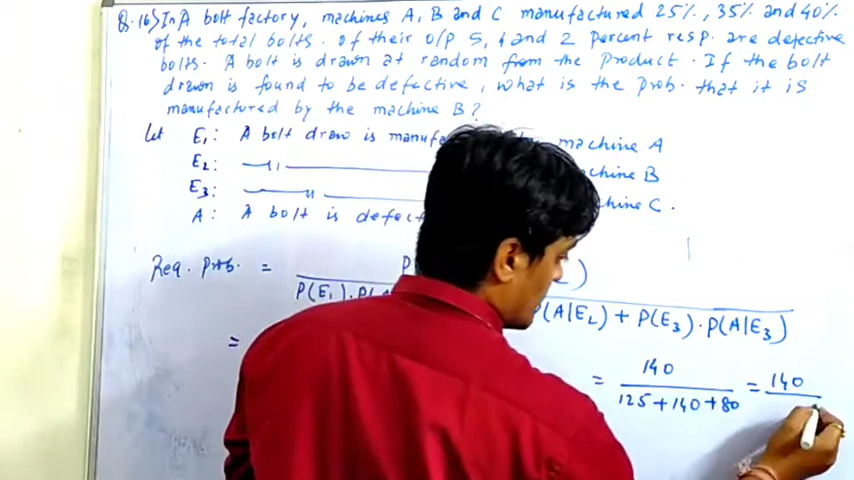 Q.16) In A bolt factory, machines A, B and C manufactured 25%, 35% and 40%
of the total bolts. of their O/P 5, 4 and 2 percent resp. are defective
bolts. A bolt is drawn at random from the product. If the bolt
drawn is found to be defective, what is the prob. that it is
manufactured by the machine B?
Let E1: A bolt draw is manuf machine A
E2: —〃— chine B
E3: —〃— chine C.
A: A bolt is defect
Req. Prob. = P
P(E1).P(A P(A|E2) + P(E3).P(A|E3)
= = 140 / 125+140+80 = 140